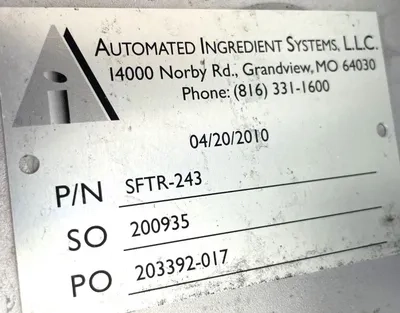 AUTOMATED INGREDIENT SYSTEMS, L.L.C.
14000 Norby Rd., Grandview, MO 64030
Phone: (816) 331-1600
04/20/2010
P/N SFTR-243
SO 200935
PO 203392-017